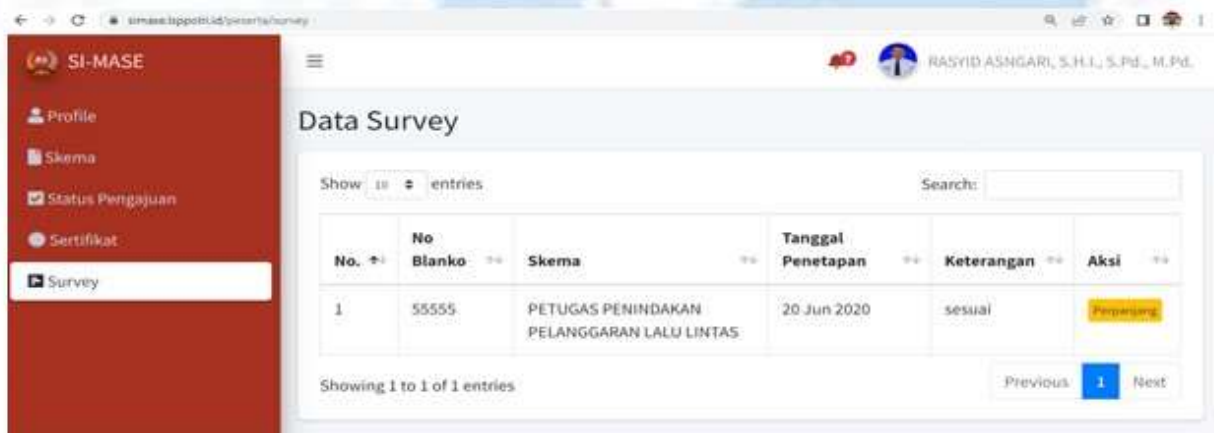 SI-MASE
RASYID ASNGARI, S.H.I., S.Pd., M.Pd.
Profile
Skema
Status Pengajuan
Sertifikat
Survey
Data Survey
Show 10 entries
Search:
No. No Blanko Skema Tanggal Penetapan Keterangan Aksi
1 55555 PETUGAS PENINDAKAN 20 Jun 2020 sesuai Perpanjang
PELANGGARAN LALU LINTAS
Showing 1 to 1 of 1 entries
Previous 1 Next